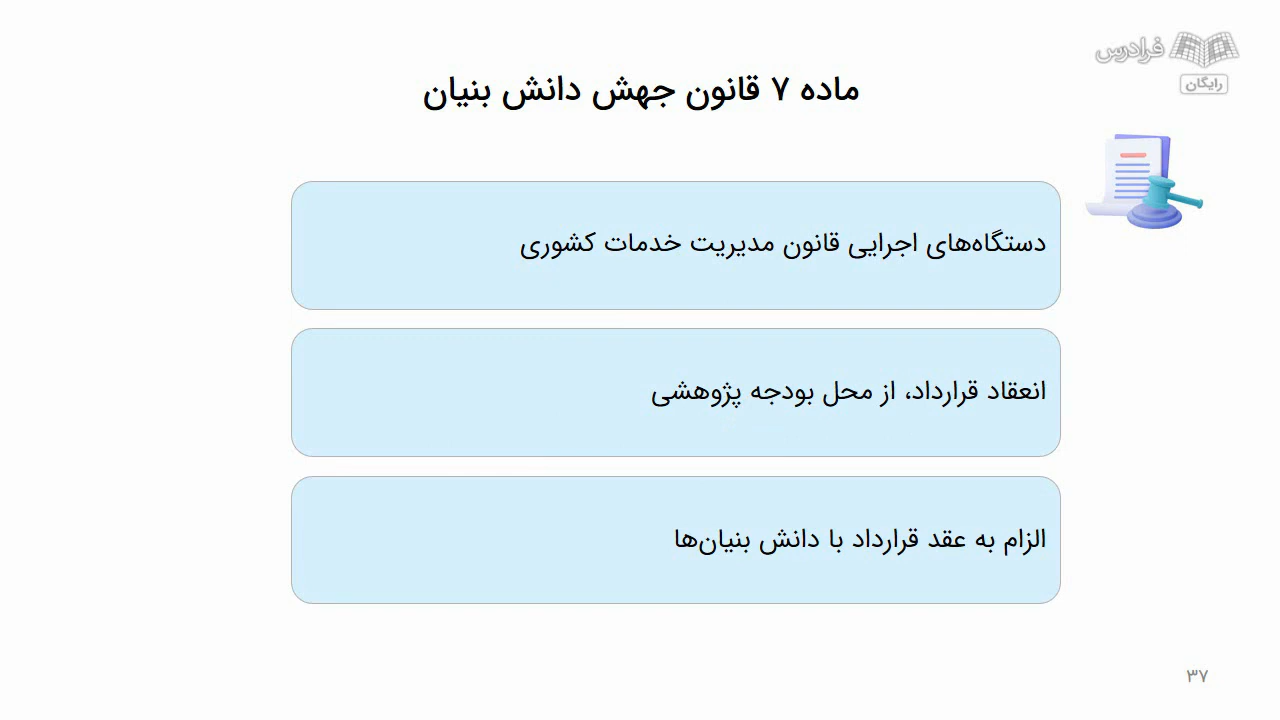 فرادرس
رایگان
ماده ۷ قانون جهش دانش بنیان
دستگاه‌های اجرایی قانون مدیریت خدمات کشوری
انعقاد قرارداد، از محل بودجه پژوهشی
الزام به عقد قرارداد با دانش بنیان‌ها
۳۷